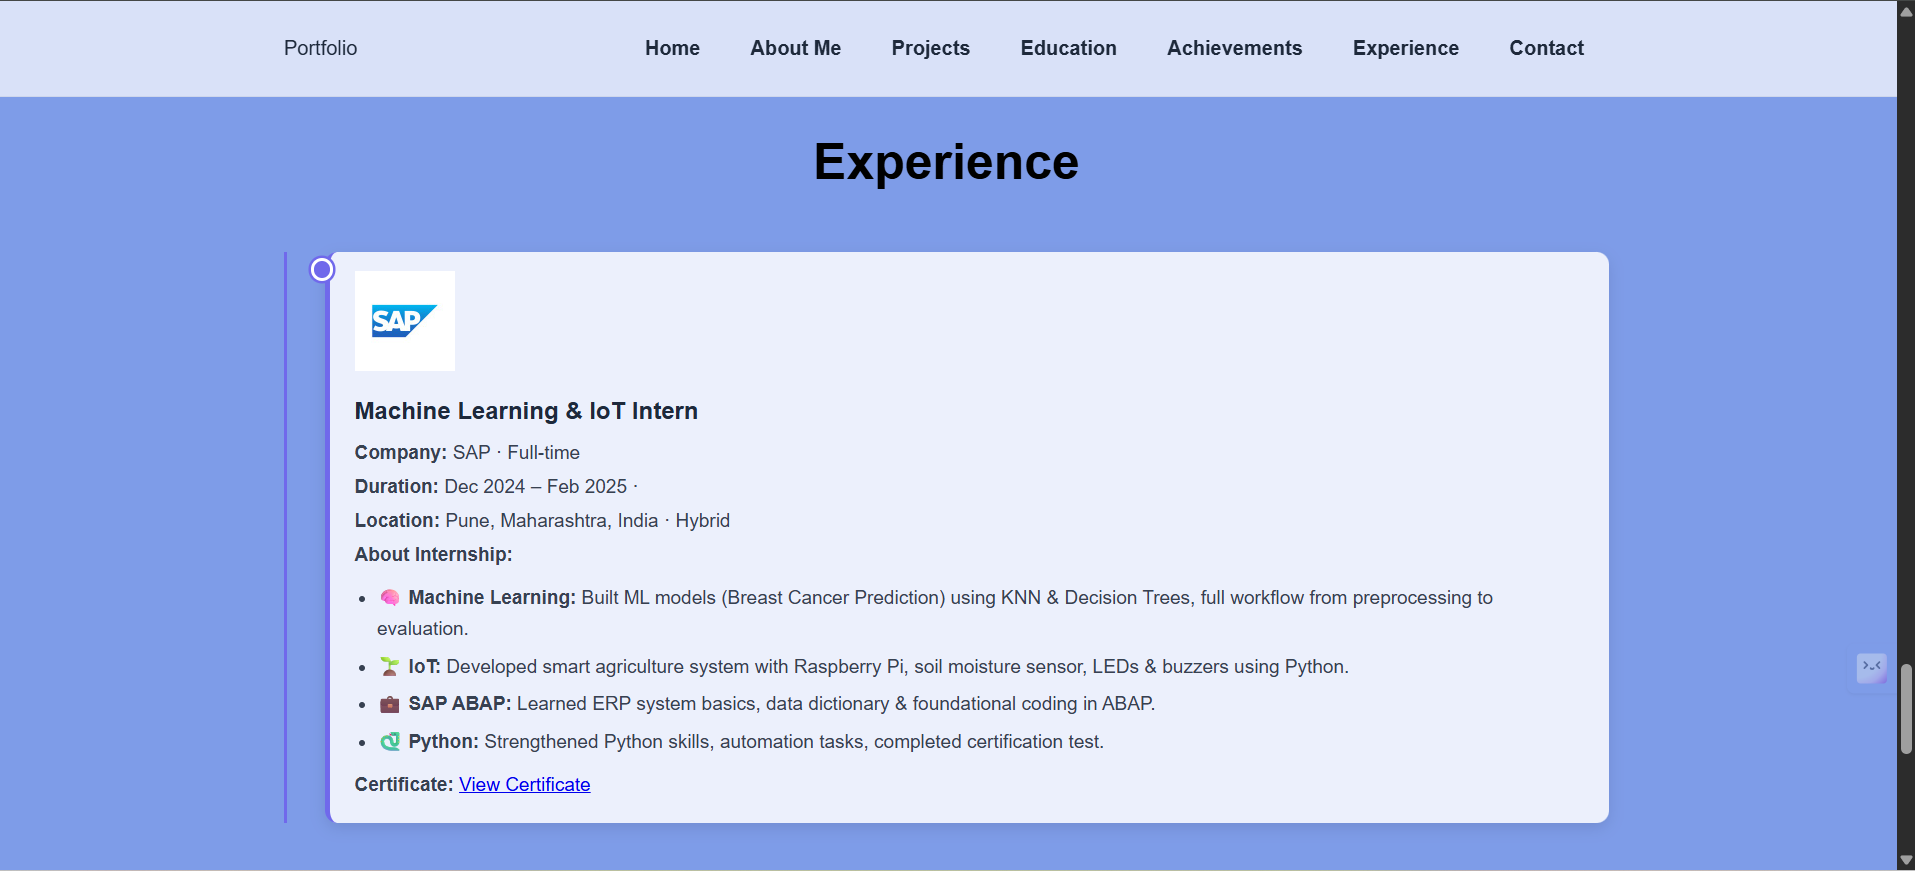 Portfolio
Home
About Me
Projects
Education
Achievements
Experience
Contact
Experience
SAP
Machine Learning & IoT Intern
Company: SAP · Full-time
Duration: Dec 2024 – Feb 2025 ·
Location: Pune, Maharashtra, India · Hybrid
About Internship:
• 🧠 Machine Learning: Built ML models (Breast Cancer Prediction) using KNN & Decision Trees, full workflow from preprocessing to
evaluation.
• 🌱 IoT: Developed smart agriculture system with Raspberry Pi, soil moisture sensor, LEDs & buzzers using Python.
• 💼 SAP ABAP: Learned ERP system basics, data dictionary & foundational coding in ABAP.
• 🐍 Python: Strengthened Python skills, automation tasks, completed certification test.
Certificate: View Certificate